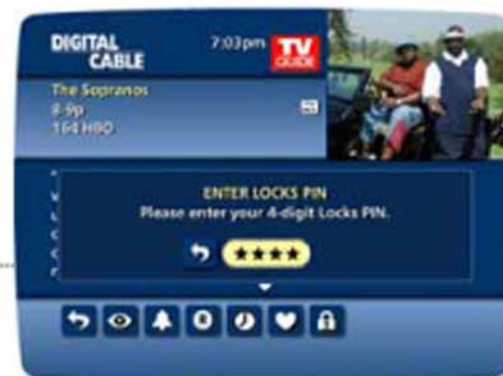 DIGITAL
CABLE
7:03pm
TV
GUIDE
The Sopranos
8-9p
164 HBO
ENTER LOCKS PIN
Please enter your 4-digit Locks PIN.
★★★★